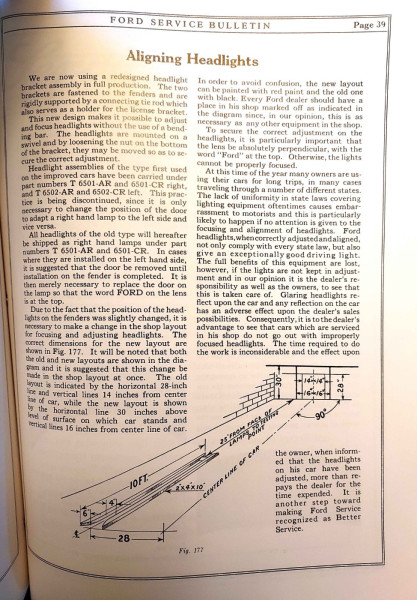 FORD SERVICE BULLETIN
Page 39
Aligning Headlights
We are now using a redesigned headlight
bracket assembly in full production. The two
brackets are fastened to the fenders and are
rigidly supported by a connecting tie rod which
also serves as a holder for the license bracket.
This new design makes it possible to adjust
and focus headlights without the use of a bend-
ing bar. The headlights are mounted on a
swivel and by loosening the nut on the bottom
of the bracket, they may be moved so as to se-
cure the correct adjustment.
Headlight assemblies of the type first used
on the improved cars have been carried under
part numbers T 6501-AR and 6501-CR right,
and T 6502-AR and 6502-CR left. This prac-
tice is being discontinued, since it is only
necessary to change the position of the door
to adapt a right hand lamp to the left side and
vice versa.
All headlights of the old type will hereafter
be shipped as right hand lamps under part
numbers T 6501-AR and 6501-CR. In cases
where they are installed on the left hand side,
it is suggested that the door be removed until
installation on the fender is completed. It is
then merely necessary to replace the door on
the lamp so that the word FORD on the lens
is at the top.
Due to the fact that the position of the head-
lights on the fenders was slightly changed, it is
necessary to make a change in the shop layout
for focusing and adjusting headlights. The
correct dimensions for the new layout are
shown in Fig. 177. It will be noted that both
the old and new layouts are shown in the dia-
gram and it is suggested that this change be
made in the shop layout at once. The old
layout is indicated by the horizontal 28-inch
line and vertical lines 14 inches from center
line of car, while the new layout is shown
by the horizontal line 30 inches above
level of surface on which car stands and
vertical lines 16 inches from center line of car.
In order to avoid confusion, the new layout
can be painted with red paint and the old one
with black. Every Ford dealer should have a
place in his shop marked off as indicated in
the diagram since, in our opinion, this is as
necessary as any other equipment in the shop.
To secure the correct adjustment on the
headlights, it is particularly important that
the lens be absolutely perpendicular, with the
word "Ford" at the top. Otherwise, the lights
cannot be properly focused.
At this time of the year many owners are us-
ing their cars for long trips, in many cases
traveling through a number of different states.
The lack of uniformity in state laws covering
lighting equipment oftentimes causes embar-
rassment to motorists and this is particularly
likely to happen if no attention is given to the
focusing and alignment of headlights. Ford
headlights, when correctly adjusted and aligned,
not only comply with every state law, but also
give an exceptionally good driving light.
The full benefits of this equipment are lost,
however, if the lights are not kept in adjust-
ment and in our opinion it is the dealer's re-
sponsibility as well as the owners, to see that
this is taken care of. Glaring headlights re-
flect upon the car and any reflection on the car
has an adverse effect upon the dealer's sales
possibilities. Consequently, it is to the dealer's
advantage to see that cars which are serviced
in his shop do not go out with improperly
focused headlights. The time required to do
the work is inconsiderable and the effect upon
the owner, when inform-
ed that the headlights
on his car have been
adjusted, more than re-
pays the dealer for the
time expended. It is
another step toward
making Ford Service
recognized as Better
Service.
30"
16" 16"
14" 14"
28"
90°
25' FROM FACE OF
LAMPS TO TESTING
POINT
CENTER LINE OF CAR
10 FT.
2"x4"x10'
4"
6"
28
Fig. 177